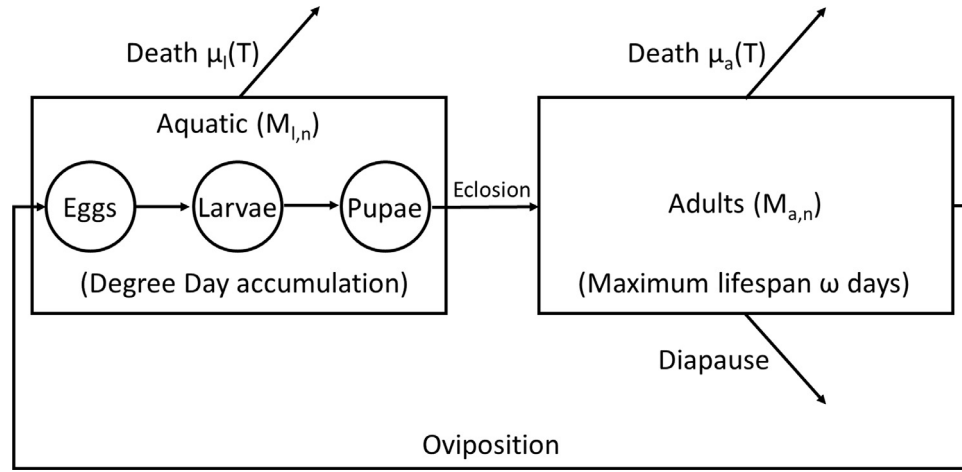 Death μₗ(T)
Death μₐ(T)
Aquatic (Mₗ,ₙ)
Eggs
Larvae
Pupae
Eclosion
Adults (Mₐ,ₙ)
(Degree Day accumulation)
(Maximum lifespan ω days)
Diapause
Oviposition